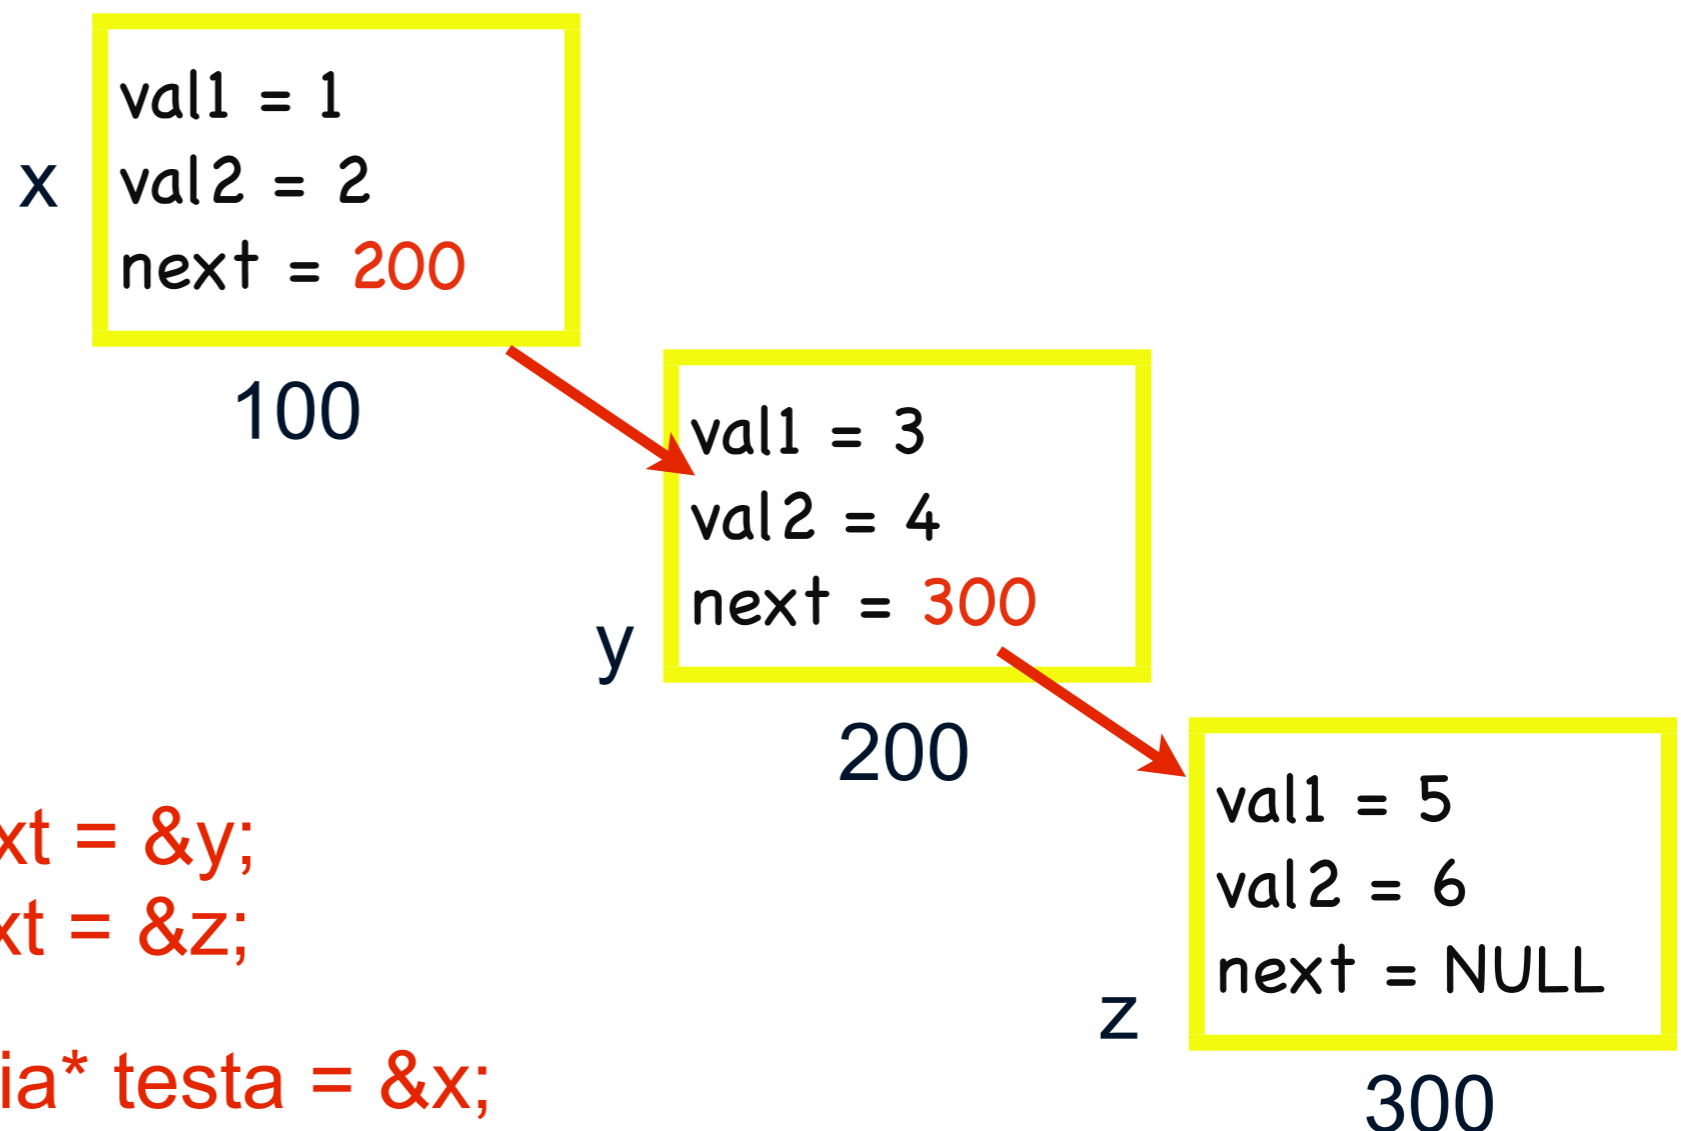 val1 = 1
x
val2 = 2
next = 200
100
val1 = 3
val2 = 4
next = 300
y
200
val1 = 5
val2 = 6
next = NULL
z
300
xt = &y;
xt = &z;
ia* testa = &x;